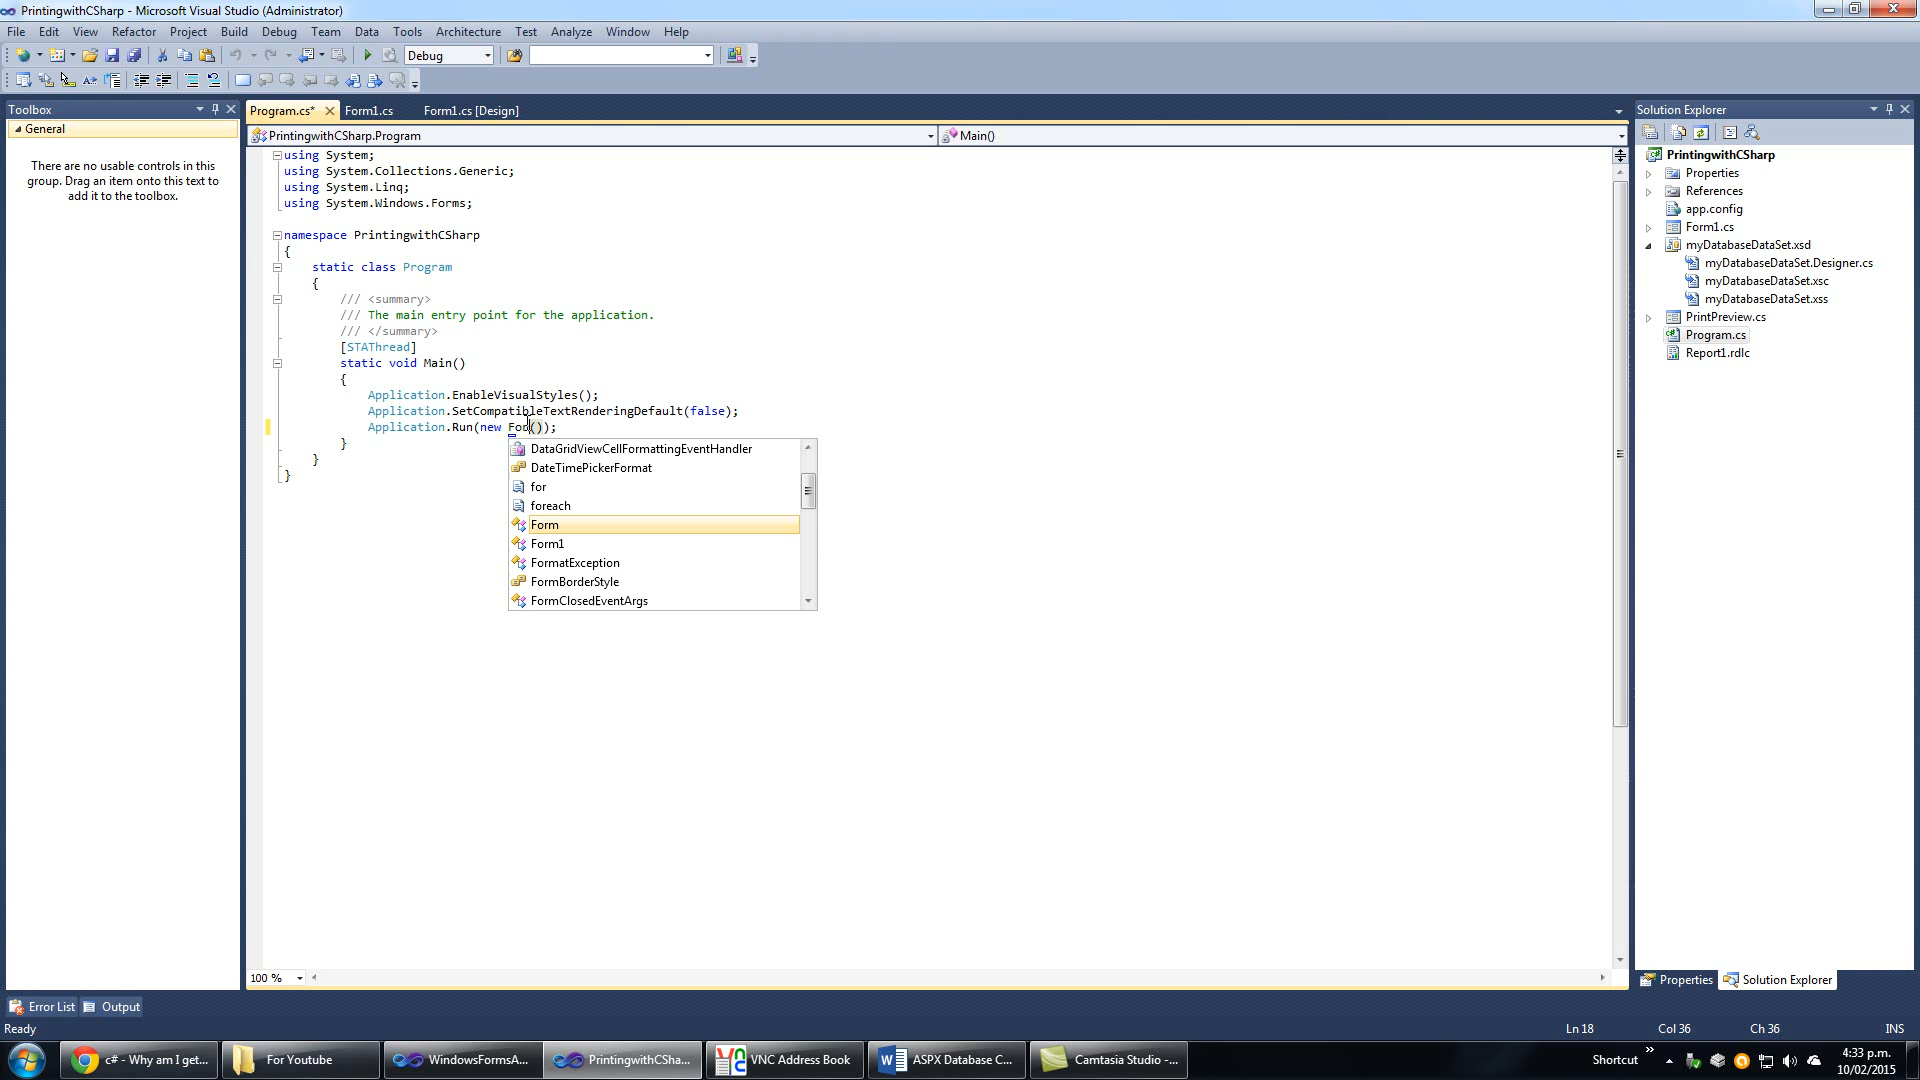 PrintingwithCSharp - Microsoft Visual Studio (Administrator)
File Edit View Refactor Project Build Debug Team Data Tools Architecture Test Analyze Window Help
Debug
Toolbox
General
There are no usable controls in this
group. Drag an item onto this text to
add it to the toolbox.
Program.cs* Form1.cs Form1.cs [Design]
PrintingwithCSharp.Program Main()
using System;
using System.Collections.Generic;
using System.Linq;
using System.Windows.Forms;
namespace PrintingwithCSharp
{
static class Program
{
/// <summary>
/// The main entry point for the application.
/// </summary>
[STAThread]
static void Main()
{
Application.EnableVisualStyles();
Application.SetCompatibleTextRenderingDefault(false);
Application.Run(new For());
}
}
}
DataGridViewCellFormattingEventHandler
DateTimePickerFormat
for
foreach
Form
Form1
FormatException
FormBorderStyle
FormClosedEventArgs
100 %
Solution Explorer
PrintingwithCSharp
Properties
References
app.config
Form1.cs
myDatabaseDataSet.xsd
myDatabaseDataSet.Designer.cs
myDatabaseDataSet.xsc
myDatabaseDataSet.xss
PrintPreview.cs
Program.cs
Report1.rdlc
Properties Solution Explorer
Error List Output
Ready Ln 18 Col 36 Ch 36 INS
c# - Why am I get... For Youtube WindowsFormsA... PrintingwithCSha... VNC Address Book ASPX Database C... Camtasia Studio -... Shortcut
4:33 p.m.
10/02/2015